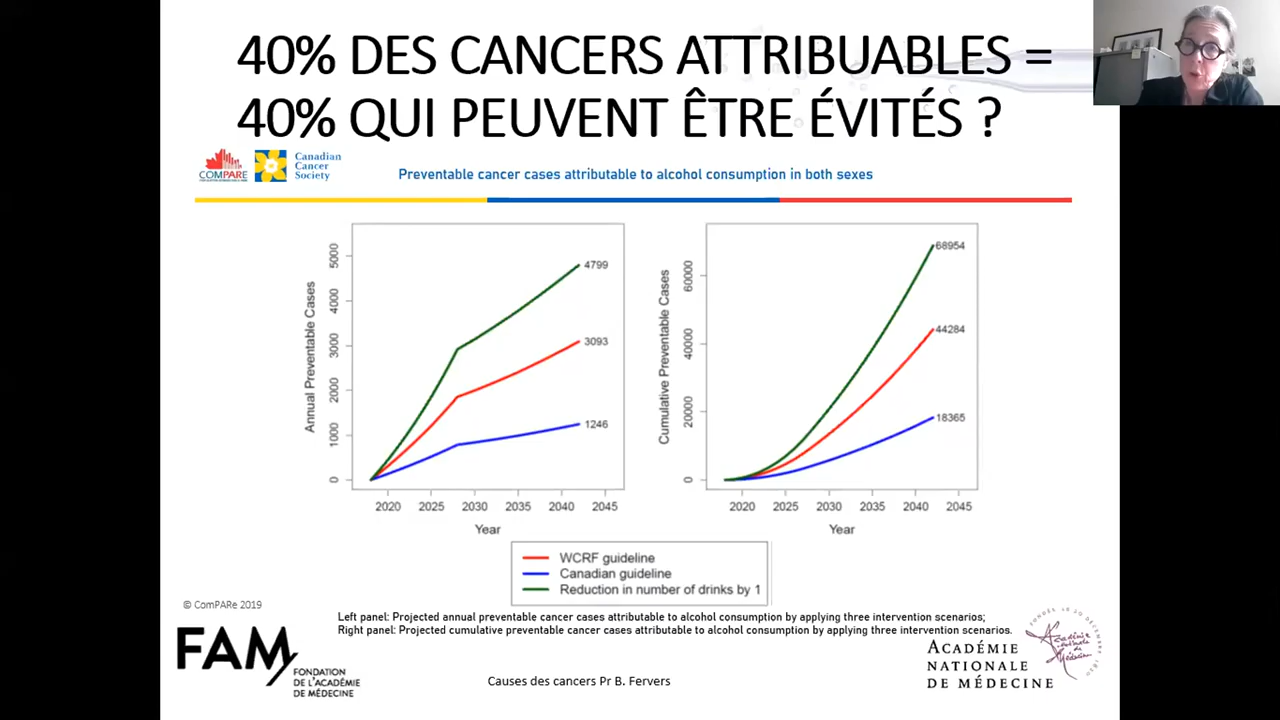 40% DES CANCERS ATTRIBUABLES =
40% QUI PEUVENT ÊTRE ÉVITÉS ?
COMPARE
Canadian
Cancer
Society
Preventable cancer cases attributable to alcohol consumption in both sexes
Annual Preventable Cases
5000
4000
3000
2000
1000
0
4799
3093
1246
2020 2025 2030 2035 2040 2045
Year
Cumulative Preventable Cases
60000
40000
20000
0
68954
44284
18365
2020 2025 2030 2035 2040 2045
Year
WCRF guideline
Canadian guideline
Reduction in number of drinks by 1
© ComPARe 2019
Left panel: Projected annual preventable cancer cases attributable to alcohol consumption by applying three intervention scenarios;
Right panel: Projected cumulative preventable cancer cases attributable to alcohol consumption by applying three intervention scenarios.
FAM
FONDATION
DE L'ACADÉMIE
DE MÉDECINE
Causes des cancers Pr B. Fervers
ACADÉMIE
NATIONALE
DE MÉDECINE